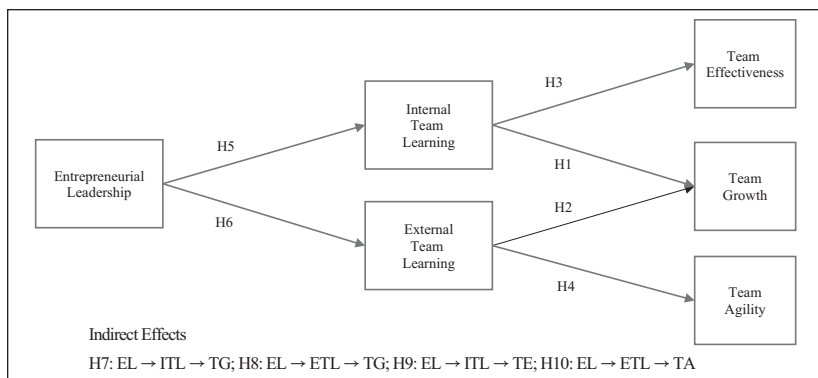 Team
Effectiveness
H3
Internal
Team
Learning
H5
H1
Entrepreneurial
Leadership
Team
Growth
H2
H6
External
Team
Learning
H4
Team
Agility
Indirect Effects
H7: EL → ITL → TG; H8: EL → ETL → TG; H9: EL → ITL → TE; H10: EL → ETL → TA